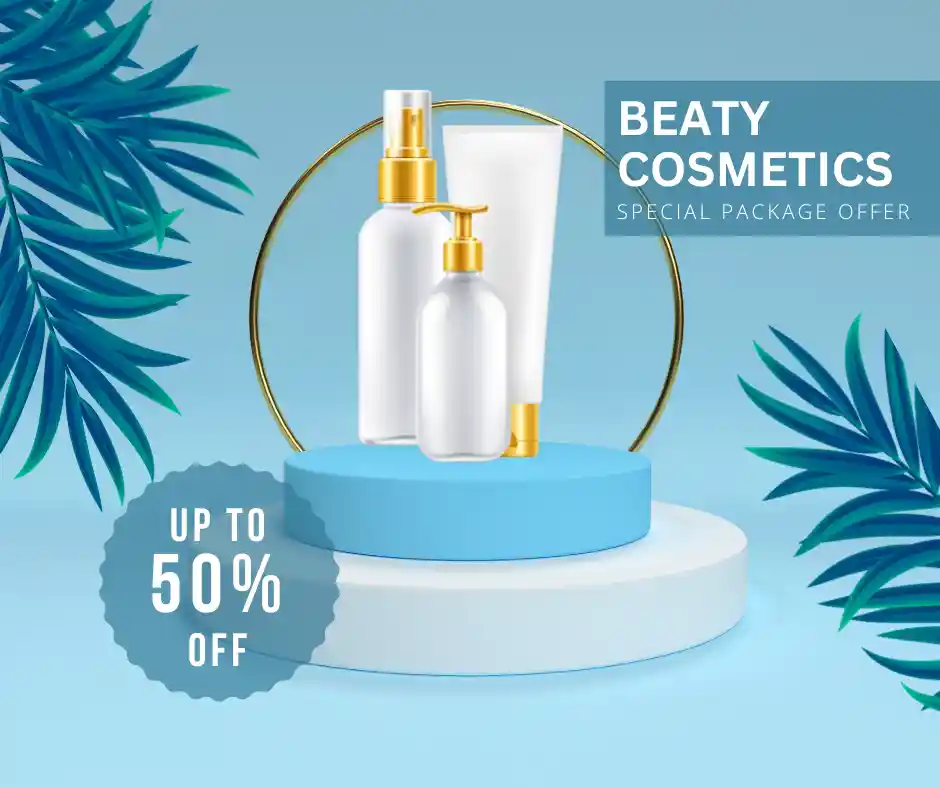 BEATY
COSMETICS
SPECIAL PACKAGE OFFER
UP TO
50%
OFF